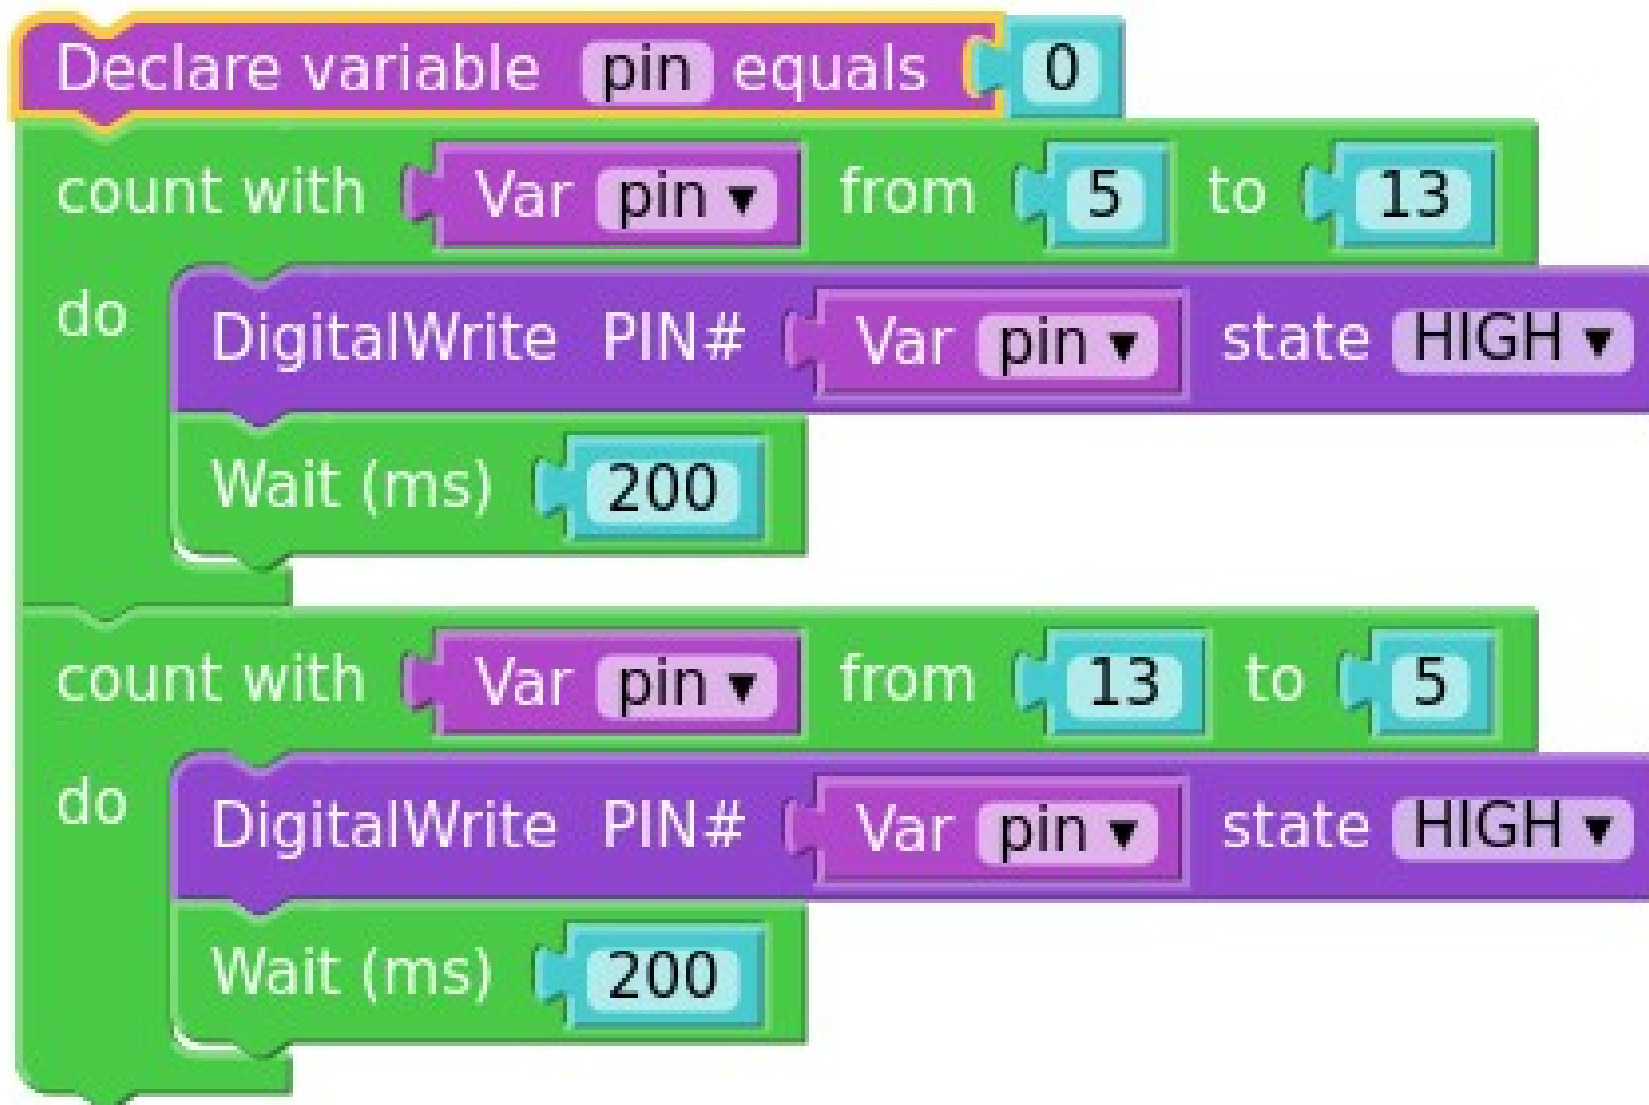 Declare variable pin equals 0
count with Var pin ▼ from 5 to 13
do DigitalWrite PIN# Var pin ▼ state HIGH ▼
Wait (ms) 200
count with Var pin ▼ from 13 to 5
do DigitalWrite PIN# Var pin ▼ state HIGH ▼
Wait (ms) 200